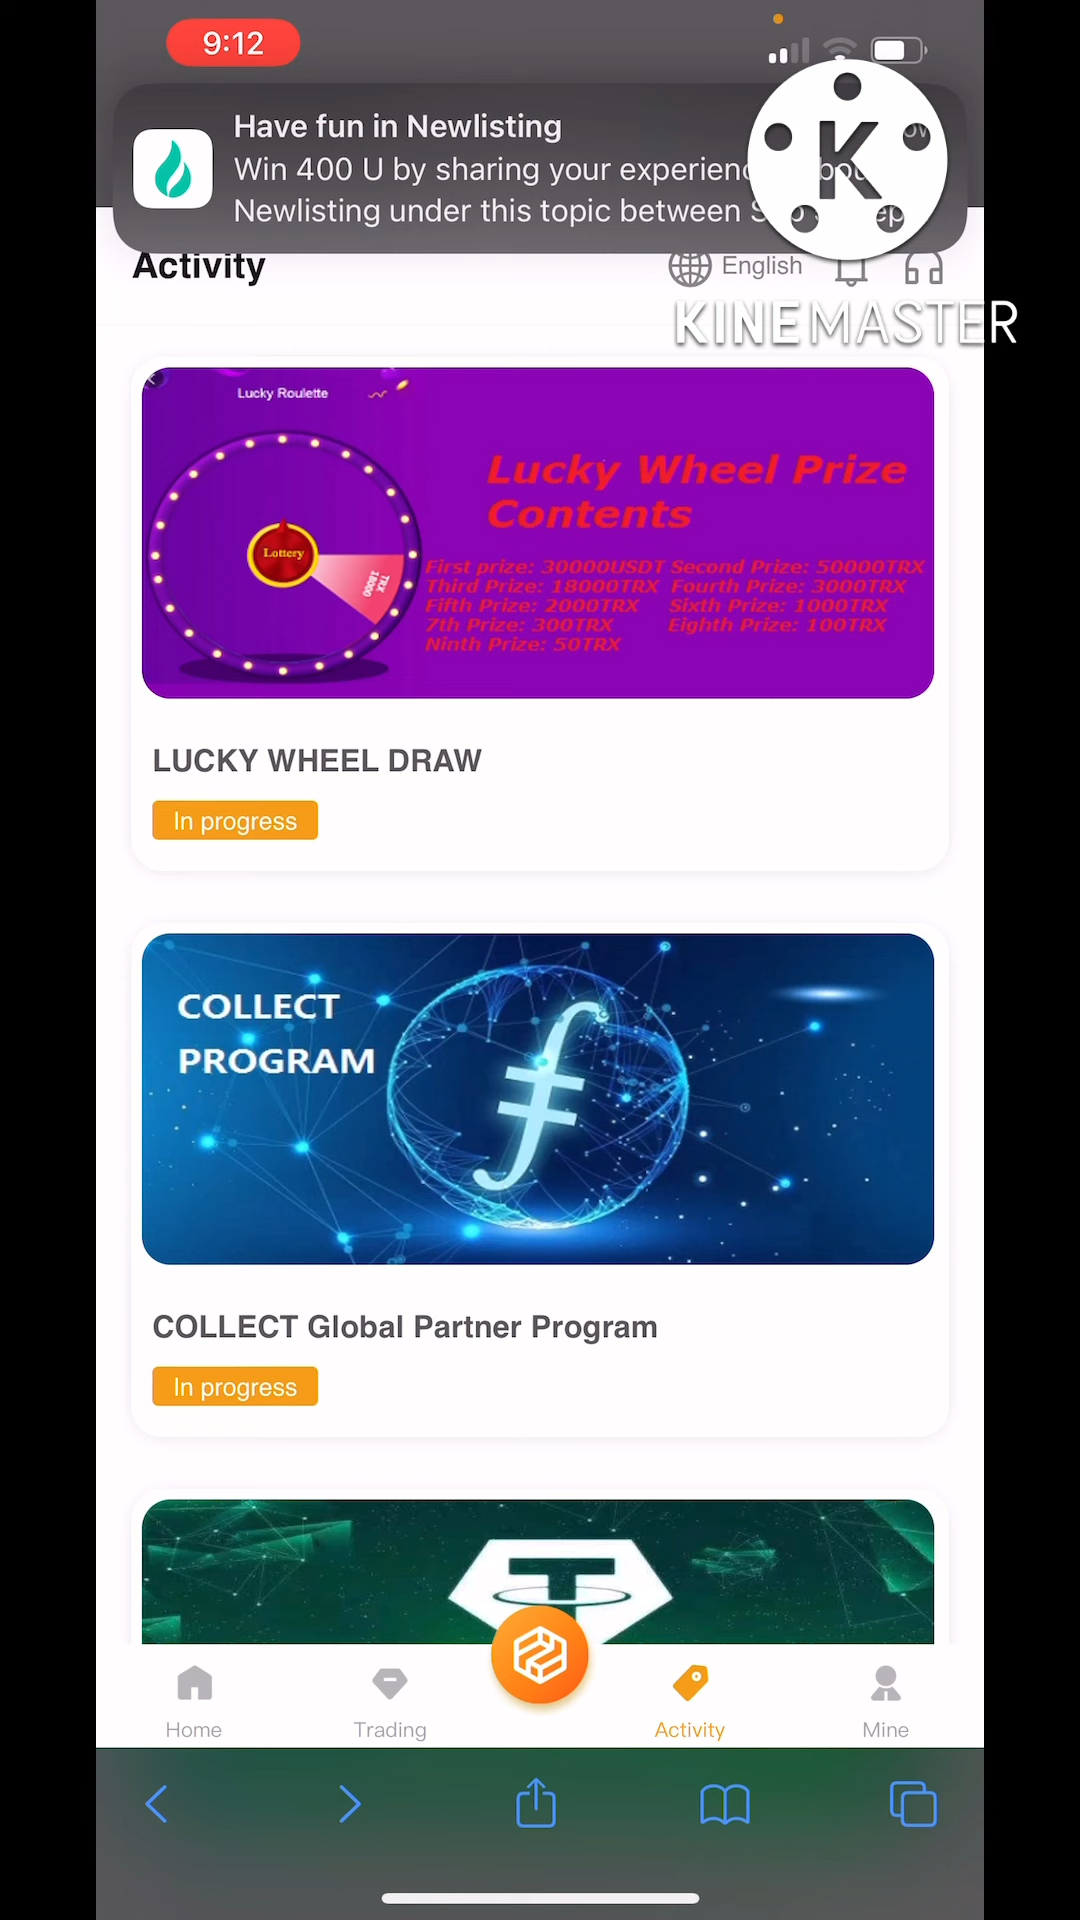 9:12
Have fun in Newlisting
Win 400 U by sharing your
Newlisting under this topic between
K
KINEMASTER
Activity
English
Lucky Roulette
Lottery
TRX
18000
Lucky Wheel Prize
Contents
First prize: 30000USDT Second Prize: 50000TRX
Third Prize: 18000TRX Fourth Prize: 3000TRX
Fifth Prize: 2000TRX Sixth Prize: 1000TRX
7th Prize: 300TRX Eighth Prize: 100TRX
Ninth Prize: 50TRX
LUCKY WHEEL DRAW
In progress
COLLECT
PROGRAM
COLLECT Global Partner Program
In progress
Home
Trading
Activity
Mine